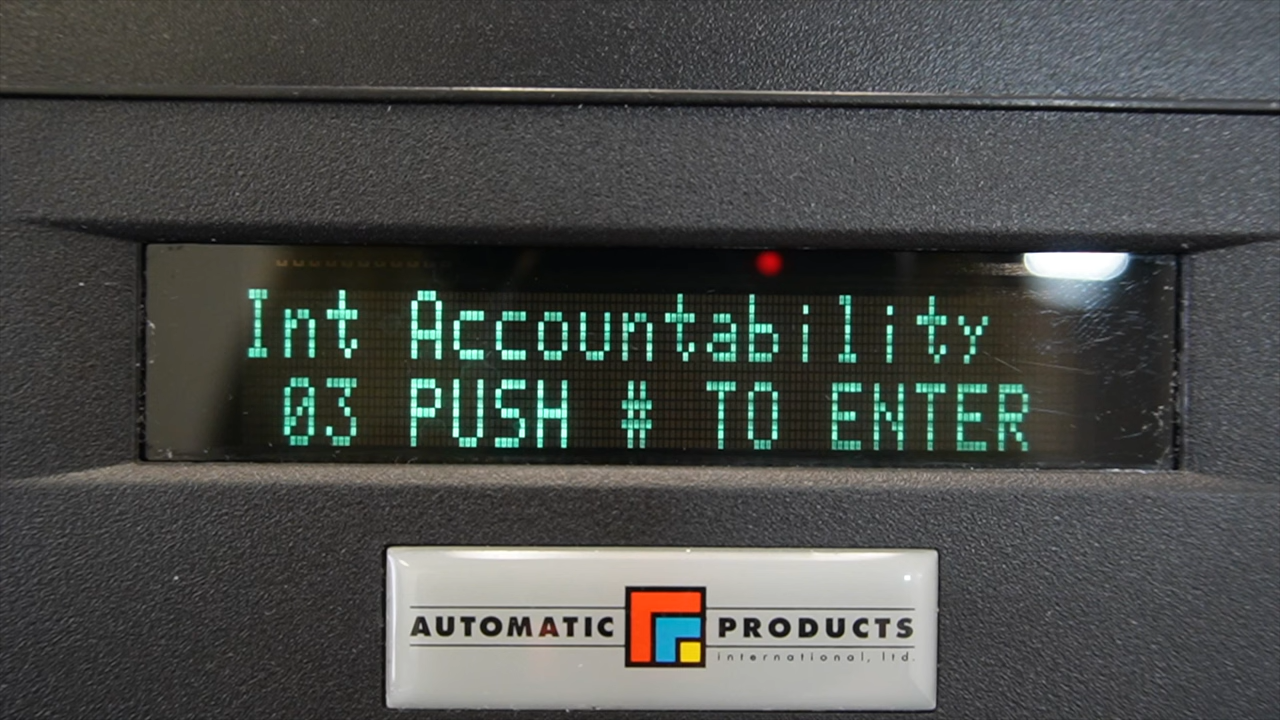 Int Accountability
03 PUSH # TO ENTER
AUTOMATIC PRODUCTS
international, ltd.